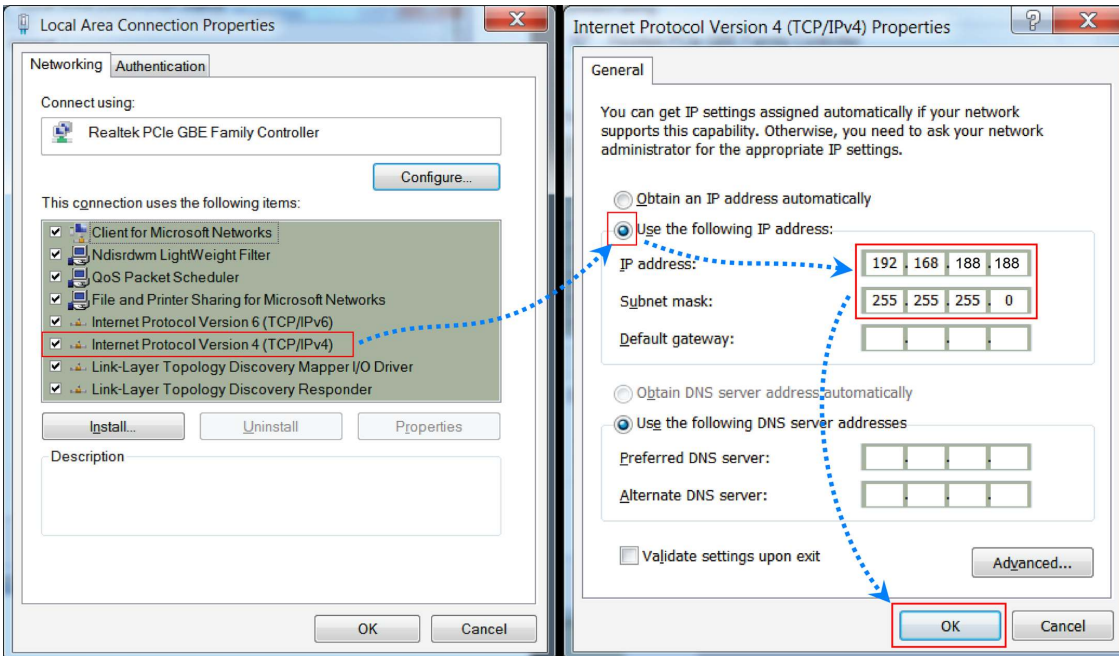 Local Area Connection Properties
Networking
Authentication
Connect using:
Realtek PCIe GBE Family Controller
Configure...
This connection uses the following items:
Client for Microsoft Networks
Ndisrdwm LightWeight Filter
QoS Packet Scheduler
File and Printer Sharing for Microsoft Networks
Internet Protocol Version 6 (TCP/IPv6)
Internet Protocol Version 4 (TCP/IPv4)
Link-Layer Topology Discovery Mapper I/O Driver
Link-Layer Topology Discovery Responder
Install...
Uninstall
Properties
Description
OK
Cancel
Internet Protocol Version 4 (TCP/IPv4) Properties
General
You can get IP settings assigned automatically if your network
supports this capability. Otherwise, you need to ask your network
administrator for the appropriate IP settings.
Obtain an IP address automatically
Use the following IP address:
IP address: 192 . 168 . 188 . 188
Subnet mask: 255 . 255 . 255 . 0
Default gateway: . . .
Obtain DNS server address automatically
Use the following DNS server addresses
Preferred DNS server: . . .
Alternate DNS server: . . .
Validate settings upon exit
Advanced...
OK
Cancel